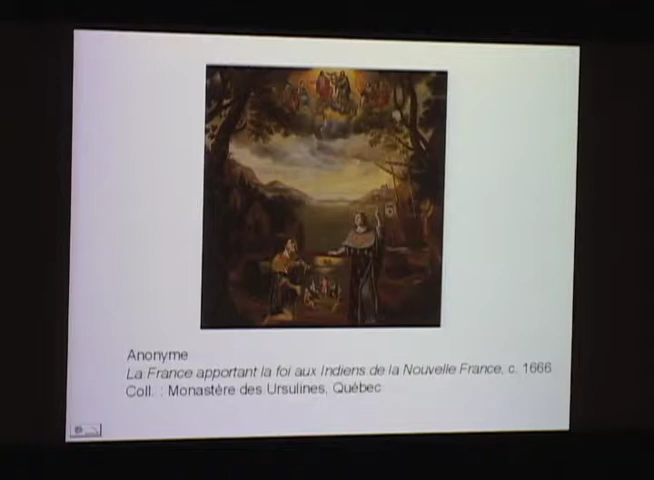 Anonyme
La France apportant la foi aux Indiens de la Nouvelle France, c. 1666
Coll. : Monastère des Ursulines, Québec